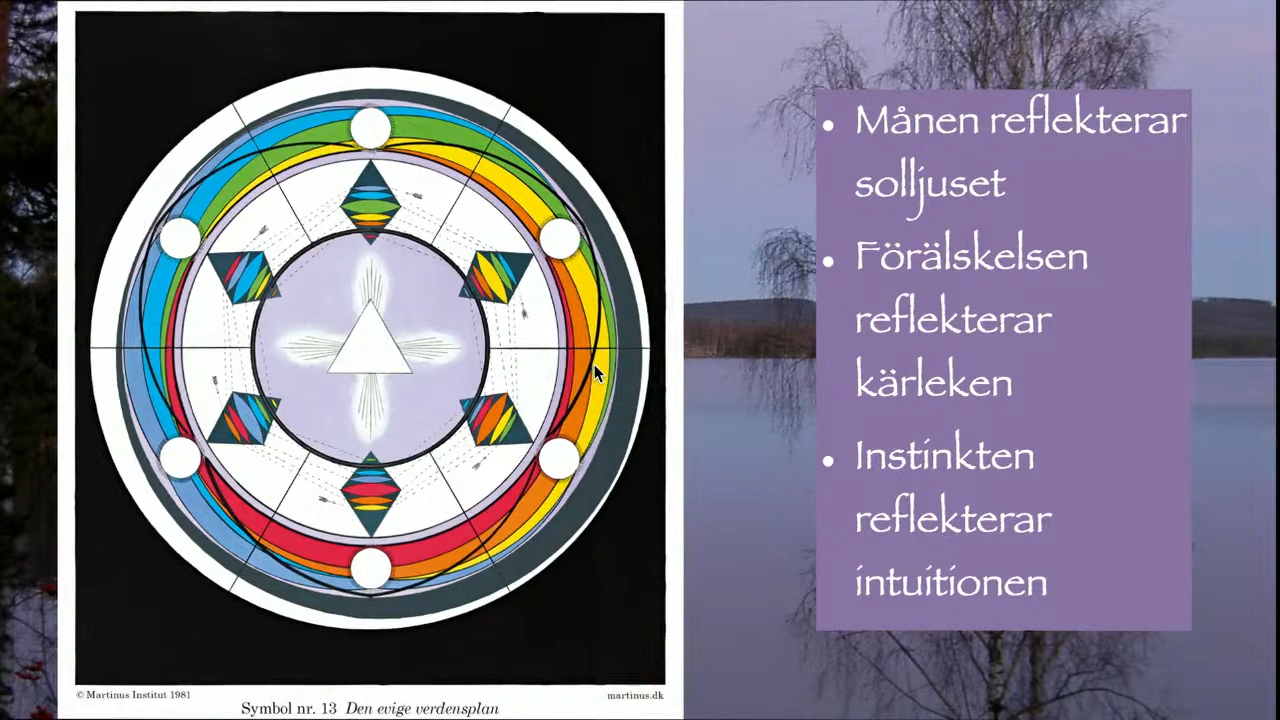 © Martinus Institut 1981
martinus.dk
Symbol nr. 13 Den evige verdensplan
• Månen reflekterar
solljuset
• Förälskelsen
reflekterar
kärleken
• Instinkten
reflekterar
intuitionen